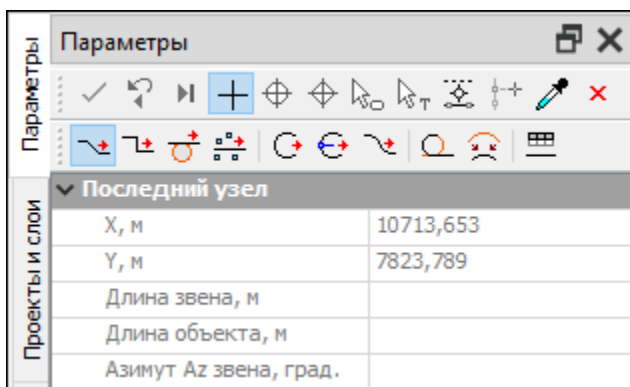 Параметры
Параметры
Проекты и слои
Последний узел
X, м 10713,653
Y, м 7823,789
Длина звена, м
Длина объекта, м
Азимут Az звена, град.